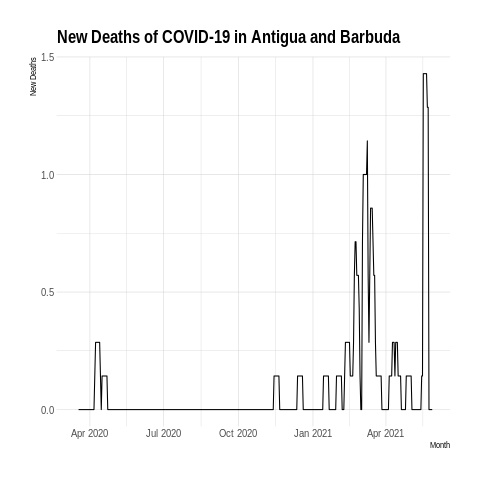 New Deaths of COVID-19 in Antigua and Barbuda
New Deaths
1.5
1.0
0.5
0.0
Apr 2020 Jul 2020 Oct 2020 Jan 2021 Apr 2021
Month